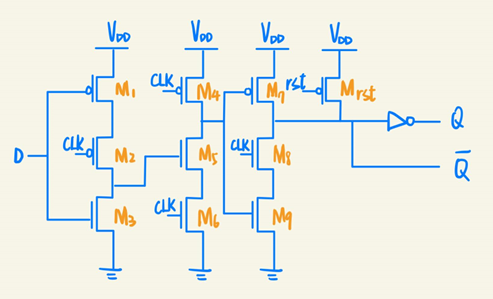 VDD VDD VDD VDD
CLK M1 M4 M7 rst Mrst
D CLK M2 M5 CLK M8 Q
Q̅
CLK M3 M6 M9